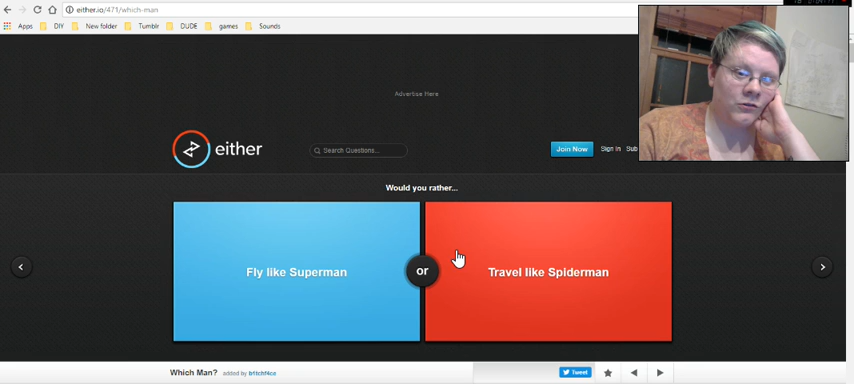 either.io/471/which-man
Apps DIY New folder Tumblr DUDE games Sounds
Advertise Here
either
Search Questions...
Join Now Sign In Sub
Would you rather...
Fly like Superman or Travel like Spiderman
Which Man? added by
Tweet